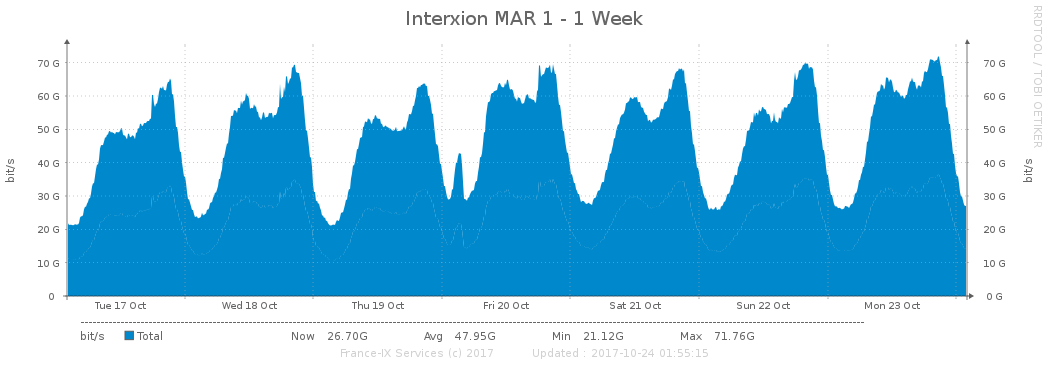 Interxion MAR 1 - 1 Week
RRDTOOL / TOBI OETIKER
bit/s
70 G
60 G
50 G
40 G
30 G
20 G
10 G
0
70 G
60 G
50 G
40 G
30 G
20 G
10 G
0 G
bit/s
Tue 17 Oct Wed 18 Oct Thu 19 Oct Fri 20 Oct Sat 21 Oct Sun 22 Oct Mon 23 Oct
bit/s Total Now 26.70G Avg 47.95G Min 21.12G Max 71.76G
France-IX Services (c) 2017 Updated : 2017-10-24 01:55:15